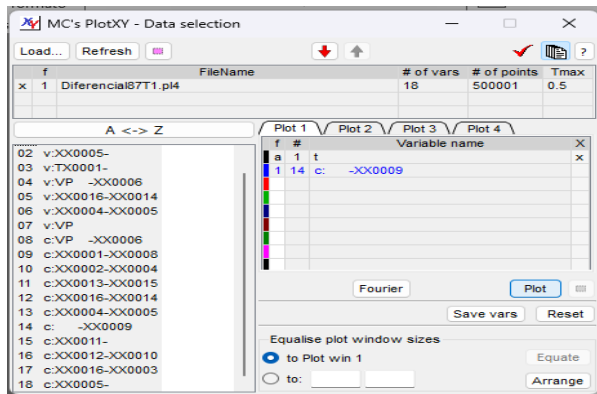 MC's PlotXY - Data selection
Load... Refresh ?
f FileName # of vars # of points Tmax
x 1 Diferencial87T1.pl4 18 500001 0.5
A <-> Z
02 v:XX0005-
03 v:TX0001-
04 v:VP -XX0006
05 v:XX0016-XX0014
06 v:XX0004-XX0005
07 v:VP
08 c:VP -XX0006
09 c:XX0001-XX0008
10 c:XX0002-XX0004
11 c:XX0013-XX0015
12 c:XX0016-XX0014
13 c:XX0004-XX0005
14 c: -XX0009
15 c:XX0011-
16 c:XX0012-XX0010
17 c:XX0016-XX0003
18 c:XX0005-
Plot 1 Plot 2 Plot 3 Plot 4
f # Variable name X
a 1 t x
1 14 c: -XX0009
Fourier Plot
Save vars Reset
Equalise plot window sizes
to Plot win 1 Equate
to: Arrange